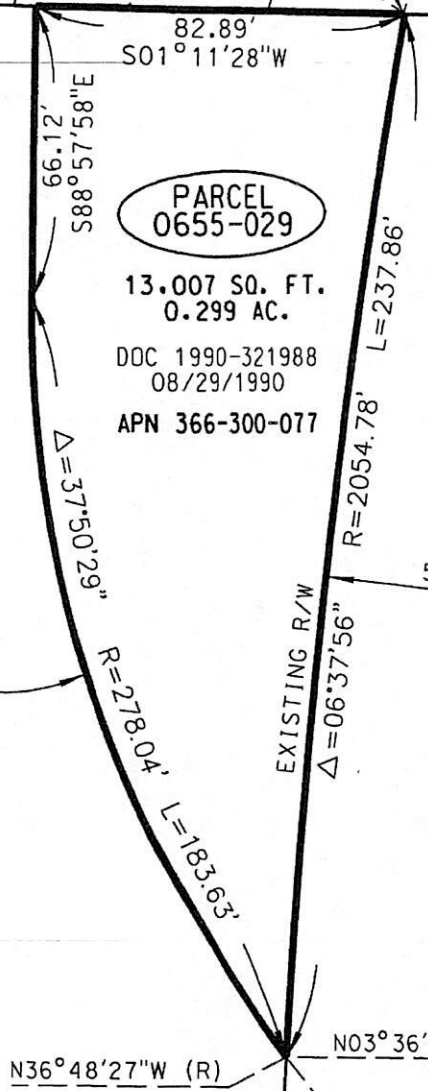 82.89'
S01°11'28"W
66.12'
S88°57'58"E
PARCEL
0655-029
13.007 SQ. FT.
0.299 AC.
DOC 1990-321988
08/29/1990
APN 366-300-077
L=237.86'
R=2054.78'
EXISTING R/W
Δ=06°37'56"
Δ=37°50'29"
R=278.04'
L=183.63'
N36°48'27"W (R)
N03°36'